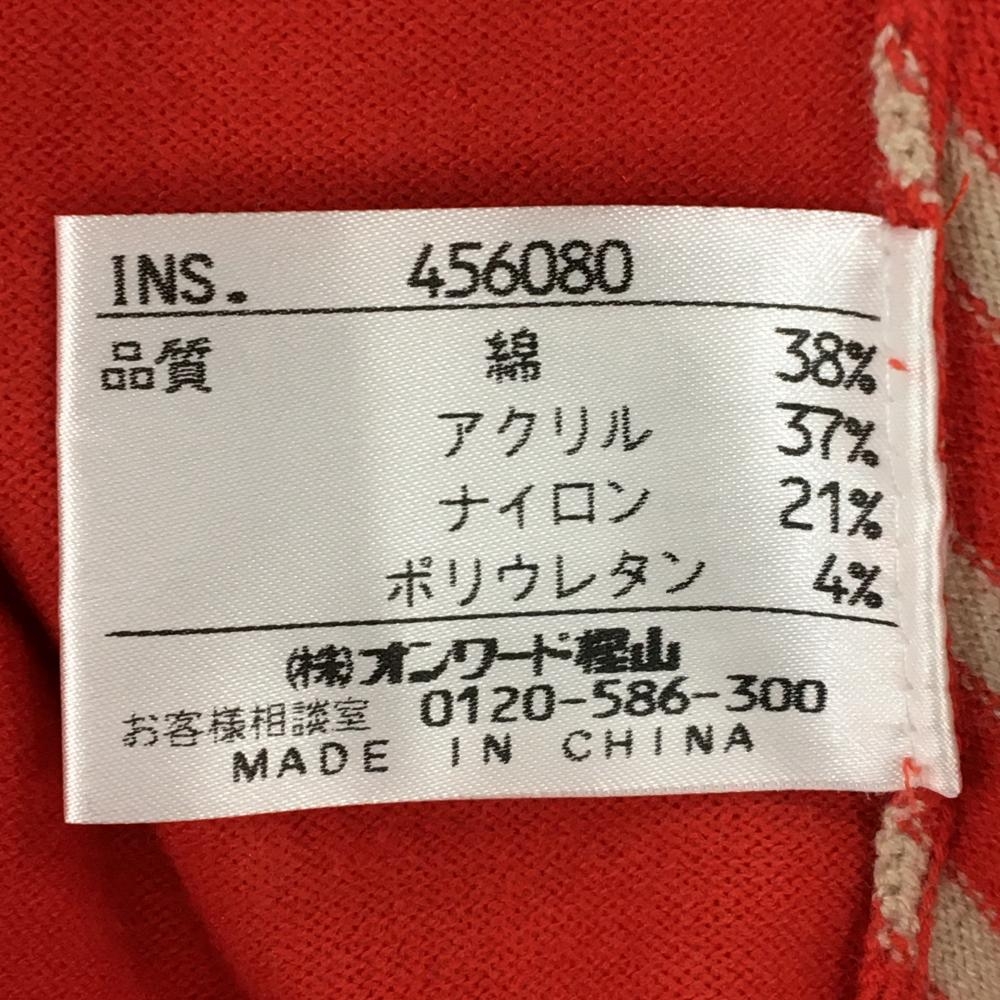 INS. 456080
品質 綿 38%
アクリル 37%
ナイロン 21%
ポリウレタン 4%
(株)オンワード樫山
お客様相談室 0120-586-300
MADE IN CHINA